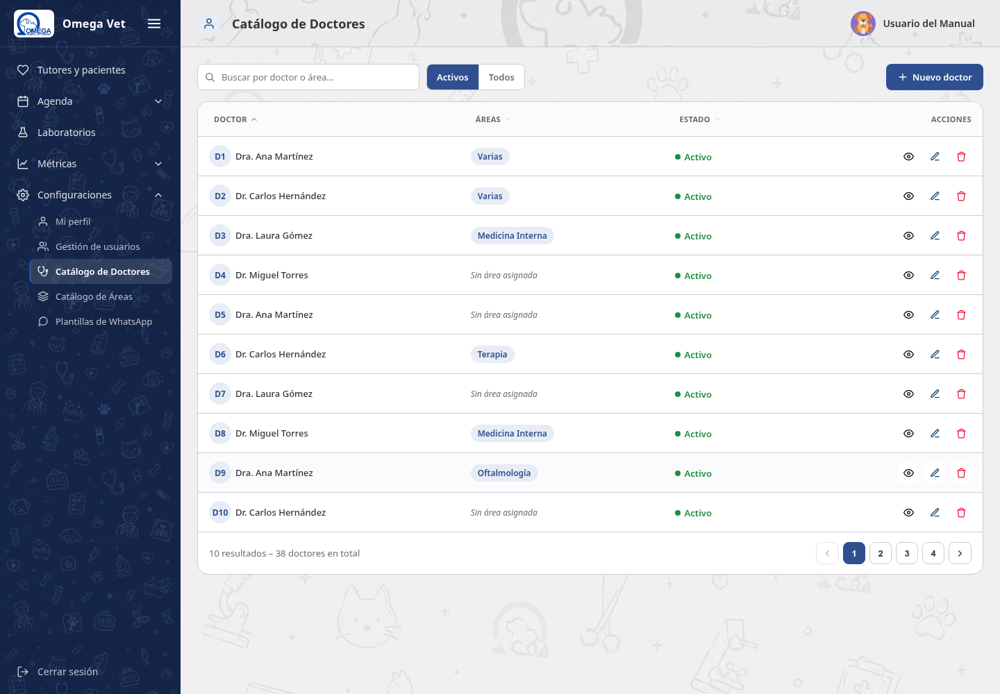 OMEGA
Omega Vet
Catálogo de Doctores
Usuario del Manual
Tutores y pacientes
Agenda
Laboratorios
Métricas
Configuraciones
Mi perfil
Gestión de usuarios
Catálogo de Doctores
Catálogo de Áreas
Plantillas de WhatsApp
Cerrar sesión
Buscar por doctor o área...
Activos
Todos
Nuevo doctor
DOCTOR ÁREAS ESTADO ACCIONES
D1 Dra. Ana Martínez Varias Activo
D2 Dr. Carlos Hernández Varias Activo
D3 Dra. Laura Gómez Medicina Interna Activo
D4 Dr. Miguel Torres Sin área asignada Activo
D5 Dra. Ana Martínez Sin área asignada Activo
D6 Dr. Carlos Hernández Terapia Activo
D7 Dra. Laura Gómez Sin área asignada Activo
D8 Dr. Miguel Torres Medicina Interna Activo
D9 Dra. Ana Martínez Oftalmología Activo
D10 Dr. Carlos Hernández Sin área asignada Activo
10 resultados – 38 doctores en total
1 2 3 4